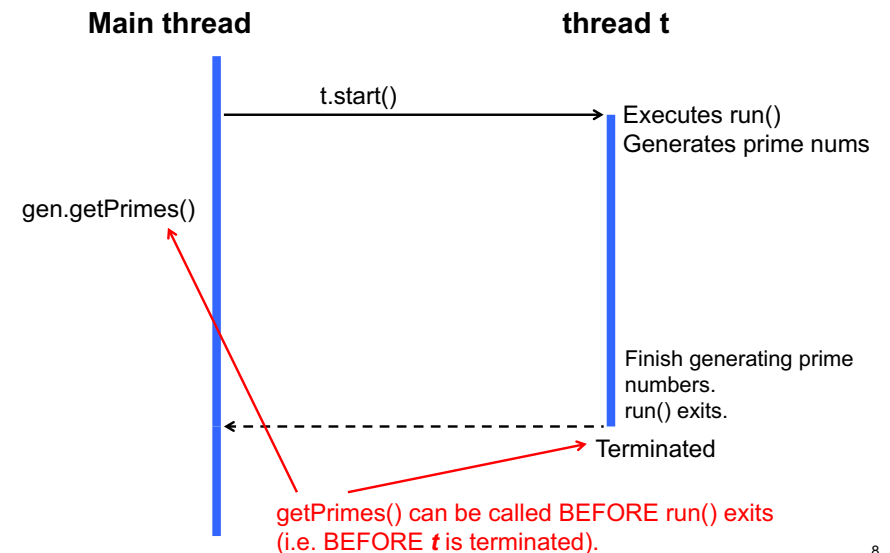 Main thread
thread t
t.start()
Executes run()
Generates prime nums
gen.getPrimes()
Finish generating prime
numbers.
run() exits.
Terminated
getPrimes() can be called BEFORE run() exits
(i.e. BEFORE t is terminated).
8